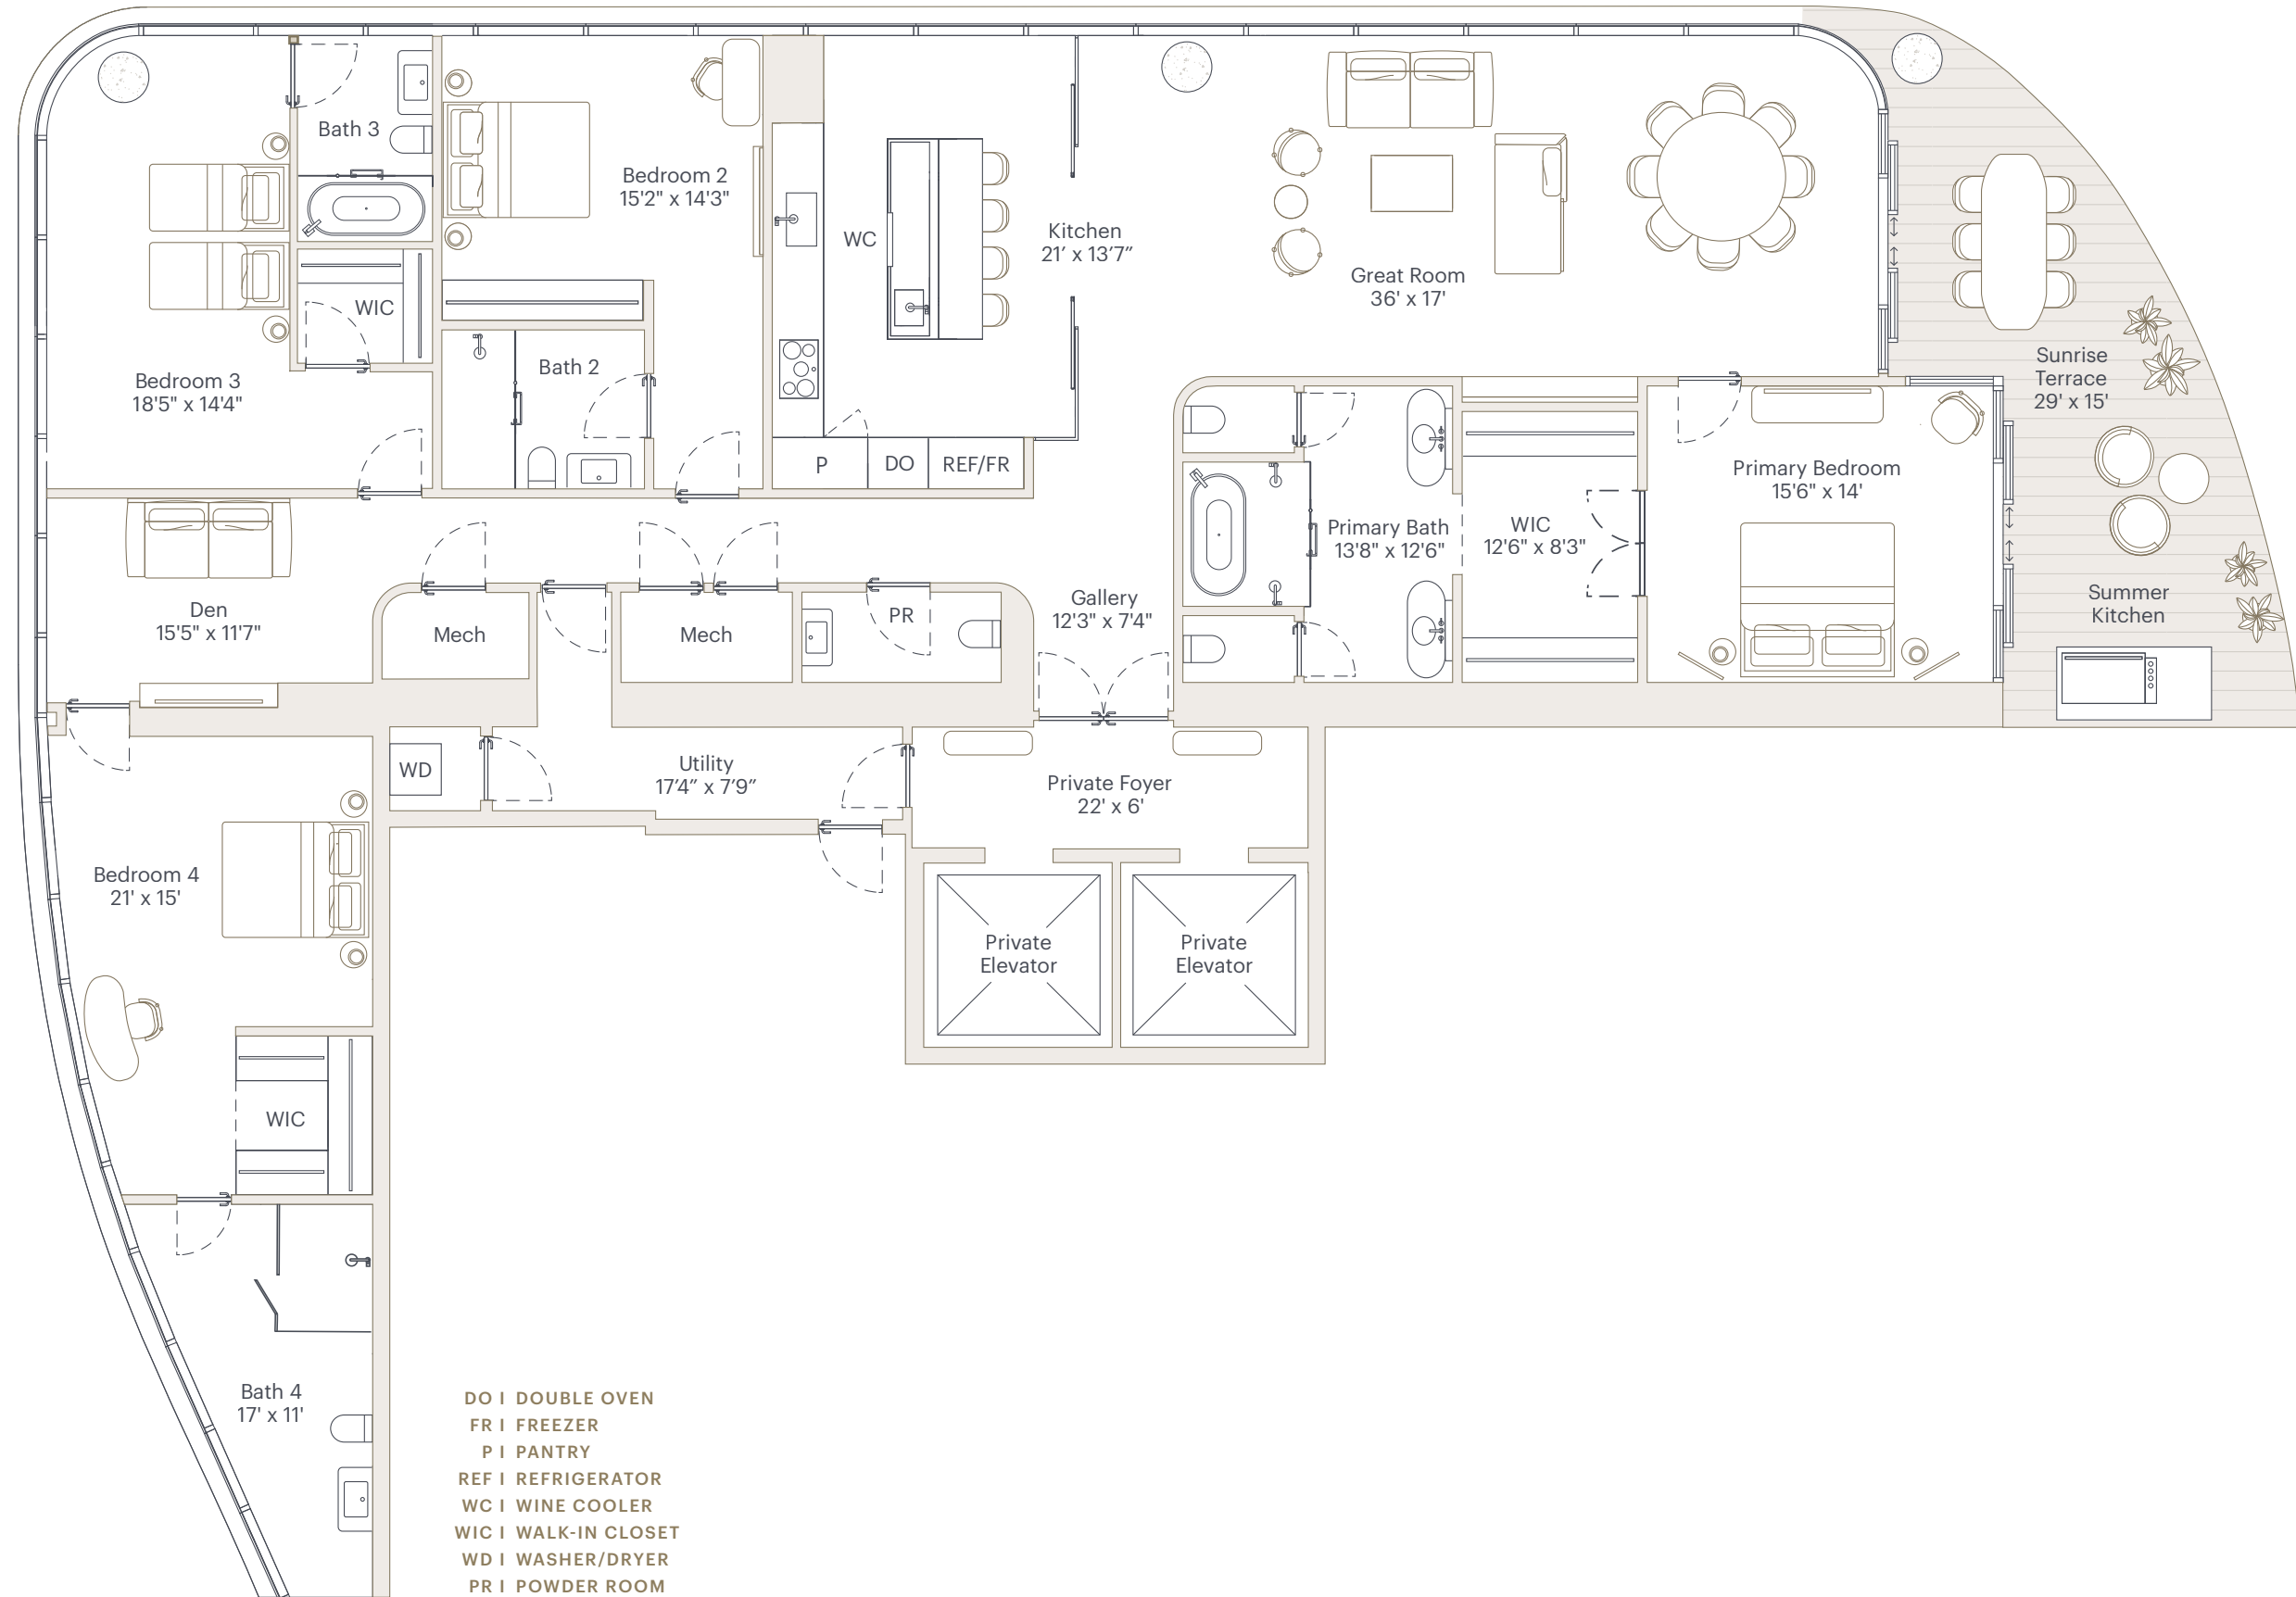 Bath 3
Bedroom 2
15'2" x 14'3"
WC
Kitchen
21′ x 13′7″
Great Room
36' x 17'
WIC
Bedroom 3
18'5" x 14'4"
Bath 2
P
DO
REF/FR
Sunrise
Terrace
29' x 15'
Primary Bedroom
15'6" x 14'
Primary Bath
13'8" x 12'6"
WIC
12'6" x 8'3"
Den
15'5" x 11'7"
Mech
Mech
PR
Gallery
12'3" x 7'4"
Summer
Kitchen
WD
Utility
17′4″ x 7′9″
Private Foyer
22' x 6'
Bedroom 4
21' x 15'
Private
Elevator
Private
Elevator
WIC
Bath 4
17' x 11'
DO I DOUBLE OVEN
FR I FREEZER
P I PANTRY
REF I REFRIGERATOR
WC I WINE COOLER
WIC I WALK-IN CLOSET
WD I WASHER/DRYER
PR I POWDER ROOM